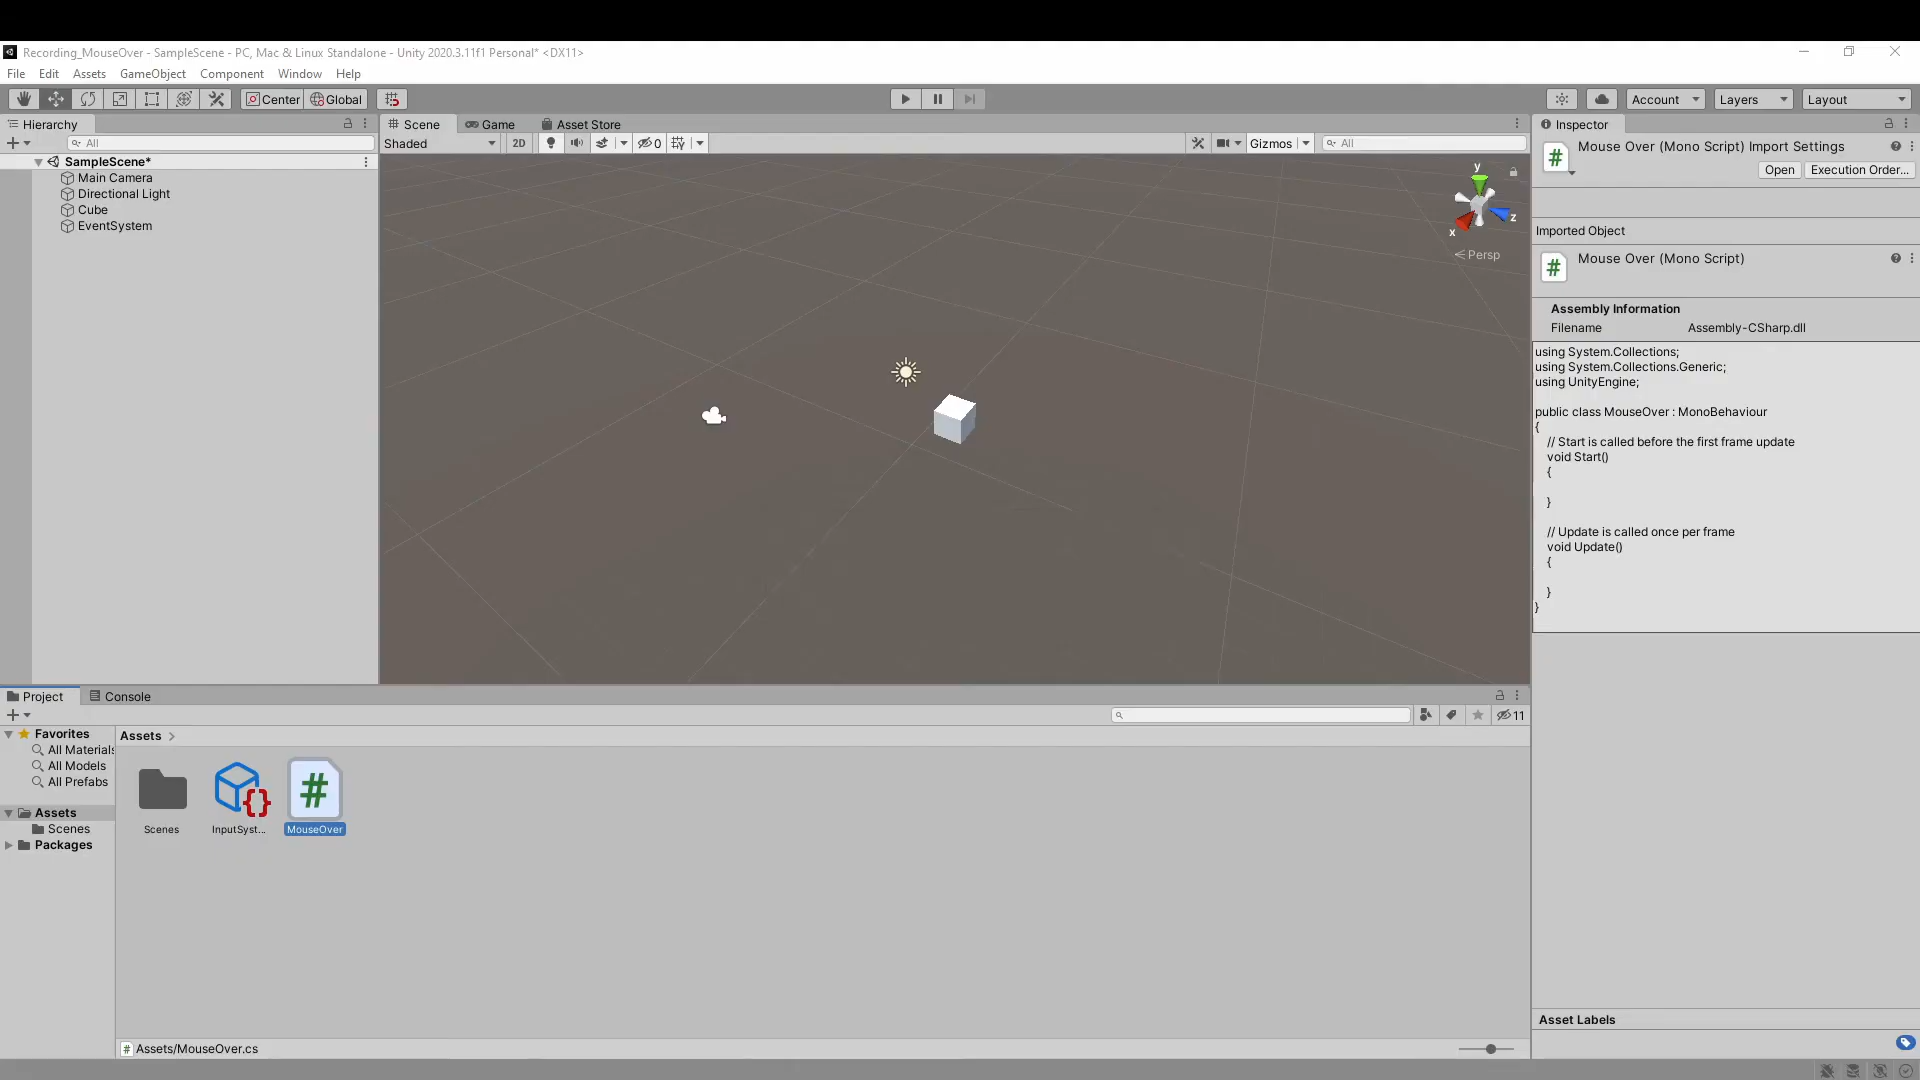 Recording_MouseOver - SampleScene - PC, Mac & Linux Standalone - Unity 2020.3.11f1 Personal* <DX11>
File Edit Assets GameObject Component Window Help
Center Global Account Layers Layout
Hierarchy
All
SampleScene*
Main Camera
Directional Light
Cube
EventSystem
Scene Game Asset Store
Shaded 2D 0 Gizmos All
y
z
x
Persp
Inspector
Mouse Over (Mono Script) Import Settings
Open Execution Order...
Imported Object
Mouse Over (Mono Script)
Assembly Information
Filename Assembly-CSharp.dll
using System.Collections;
using System.Collections.Generic;
using UnityEngine;
public class MouseOver : MonoBehaviour
{
// Start is called before the first frame update
void Start()
{
}
// Update is called once per frame
void Update()
{
}
}
Asset Labels
Project Console
11
Favorites
All Materials
All Models
All Prefabs
Assets
Scenes
Packages
Assets >
Scenes InputSyst... MouseOver
Assets/MouseOver.cs